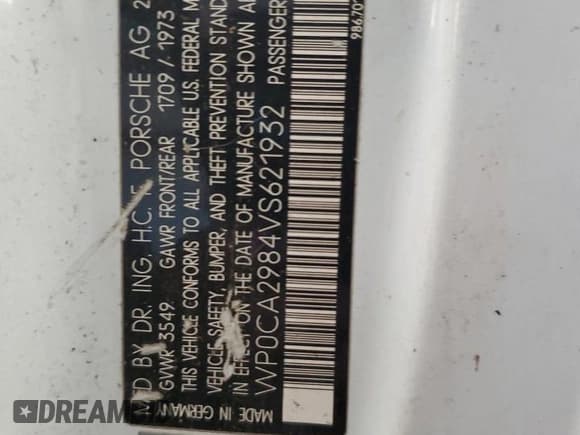 ED BY DR. ING. H.C. F. PORSCHE AG 2
GVWR 3549 GAWR FRONT/REAR 1709 / 1973
THIS VEHICLE CONFORMS TO ALL APPLICABLE U.S. FEDERAL M
VEHICLE SAFETY, BUMPER, AND THEFT PREVENTION STAND
IN EFFECT ON THE DATE OF MANUFACTURE SHOWN A
WP0CA2984VS621932 PASSENGER
MADE IN GERMANY
98670
DREAM